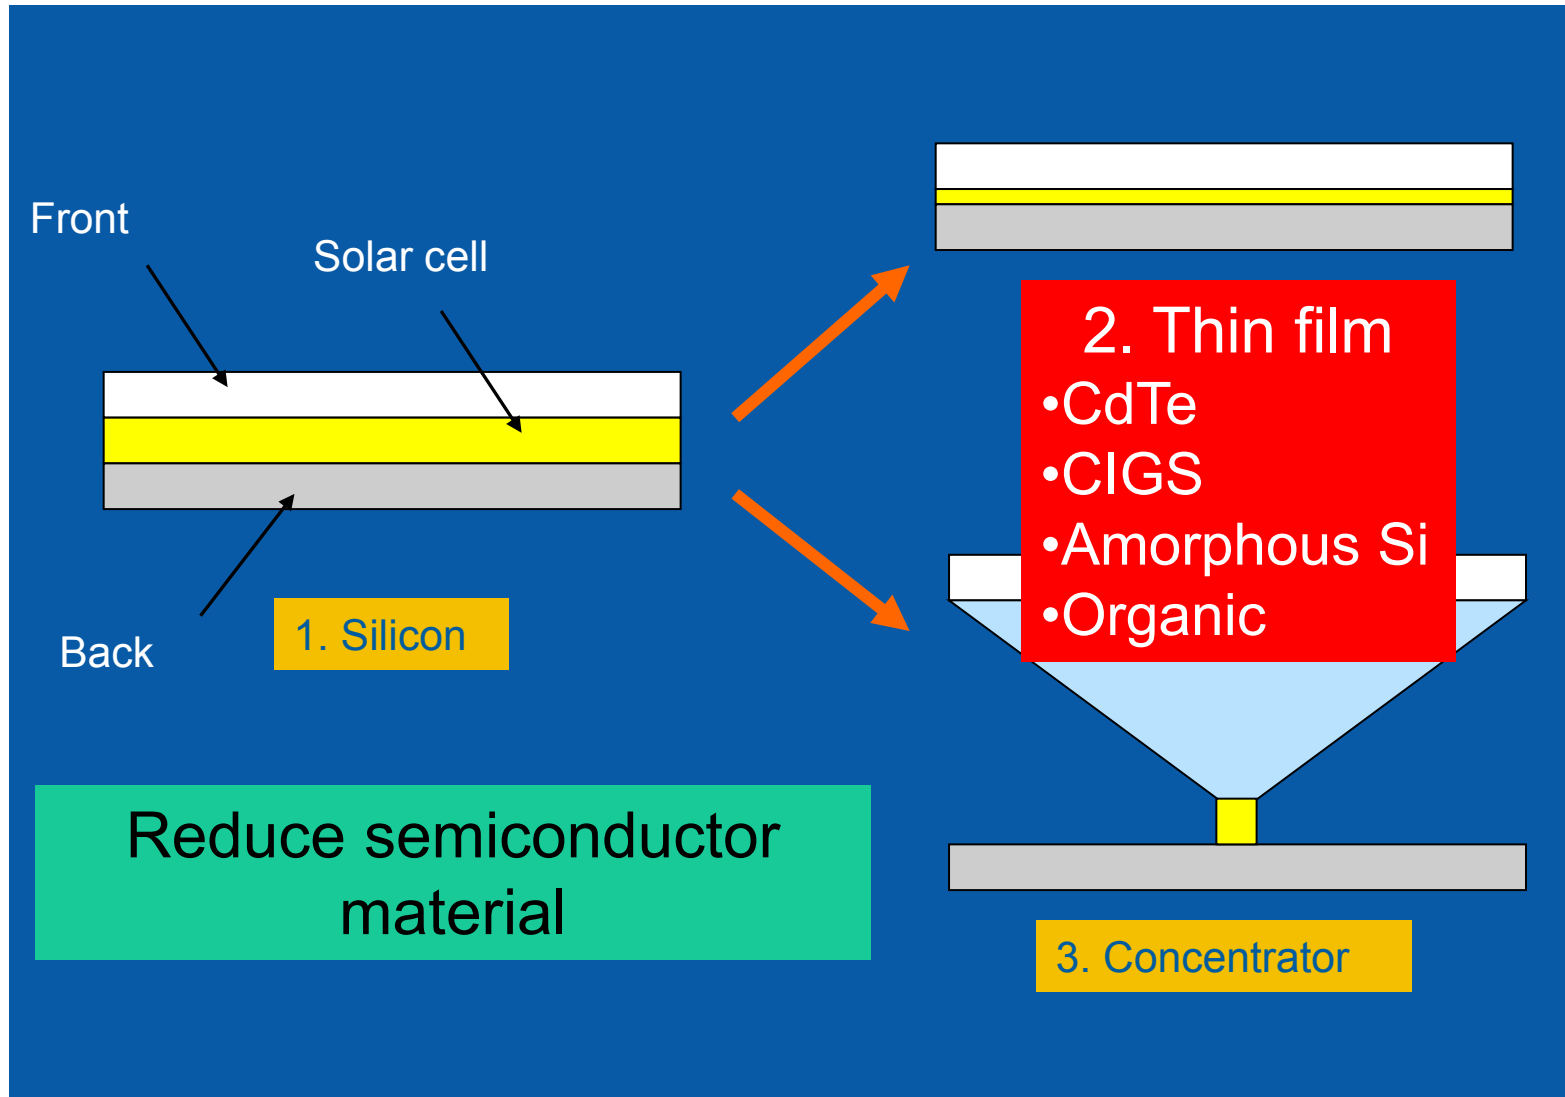 Front
Solar cell
Back
1. Silicon
Reduce semiconductor
material
2. Thin film
•CdTe
•CIGS
•Amorphous Si
•Organic
3. Concentrator